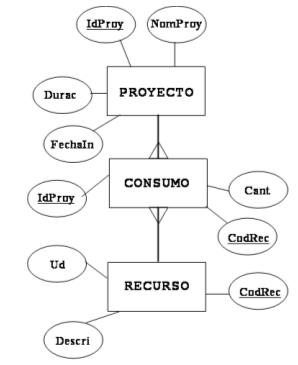 IdProy
NomProy
PROYECTO
Durac
FechaIn
CONSUMO
IdProy
Cant
CodRec
Ud
RECURSO
CodRec
Descri